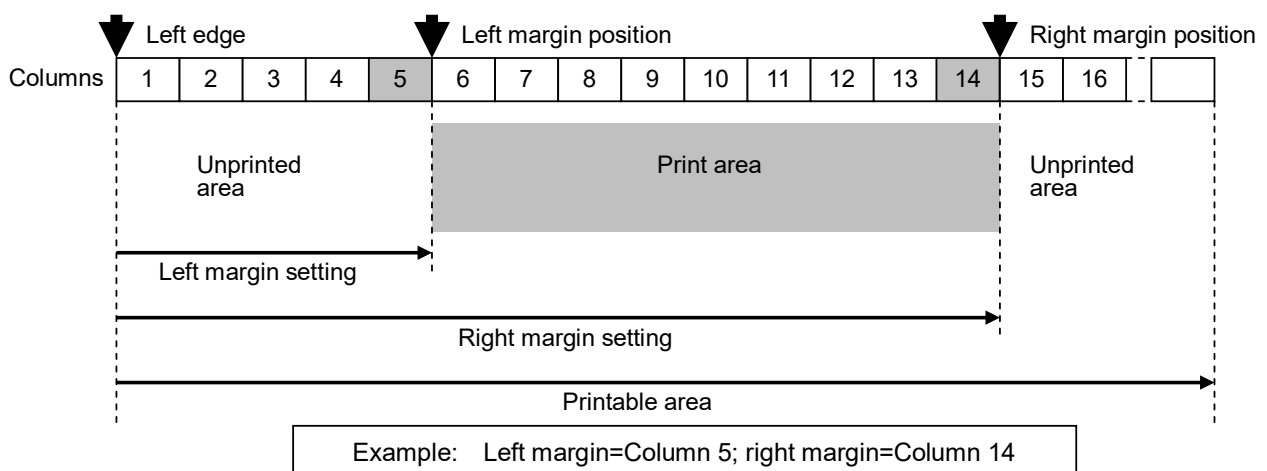 Left edge Left margin position Right margin position
Columns 1 2 3 4 5 6 7 8 9 10 11 12 13 14 15 16
Unprinted area
Print area
Unprinted area
Left margin setting
Right margin setting
Printable area
Example: Left margin=Column 5; right margin=Column 14